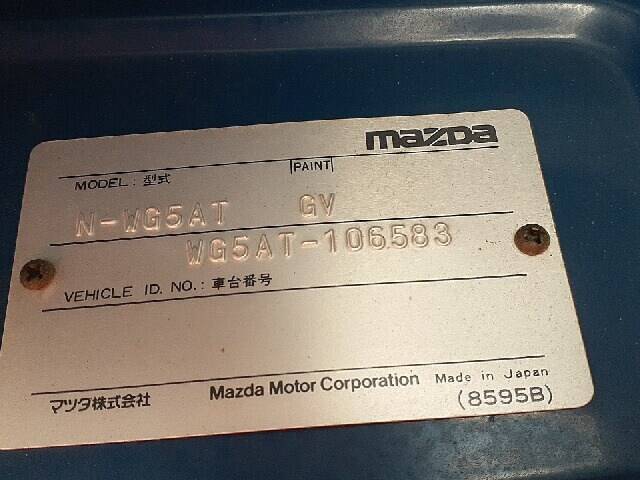 mazda
MODEL : 型式 PAINT
N-WG5AT GV
WG5AT-106583
VEHICLE ID. NO. : 車台番号
マツダ株式会社 Mazda Motor Corporation Made in Japan
(8595B)